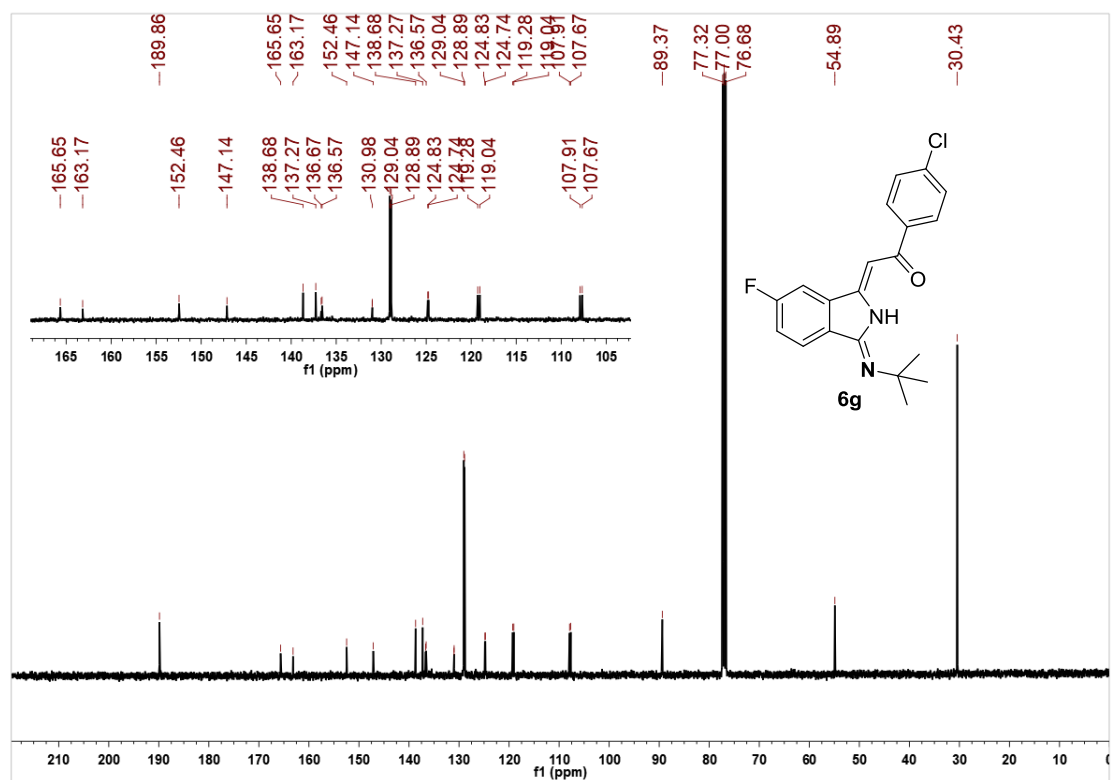 189.86 165.65 163.17 152.46 147.14 138.68 137.27 136.57 129.04 128.89 124.83 124.74 119.28 119.04 107.91 107.67 89.37 77.32 77.00 76.68 54.89 30.43
165.65 163.17 152.46 147.14 138.68 137.27 136.67 136.57 130.98 129.04 128.89 124.83 124.74 119.28 119.04 107.91 107.67
165 160 155 150 145 140 135 130 125 120 115 110 105
f1 (ppm)
Cl
O
F
NH
N
6g
210 200 190 180 170 160 150 140 130 120 110 100 90 80 70 60 50 40 30 20 10
f1 (ppm)